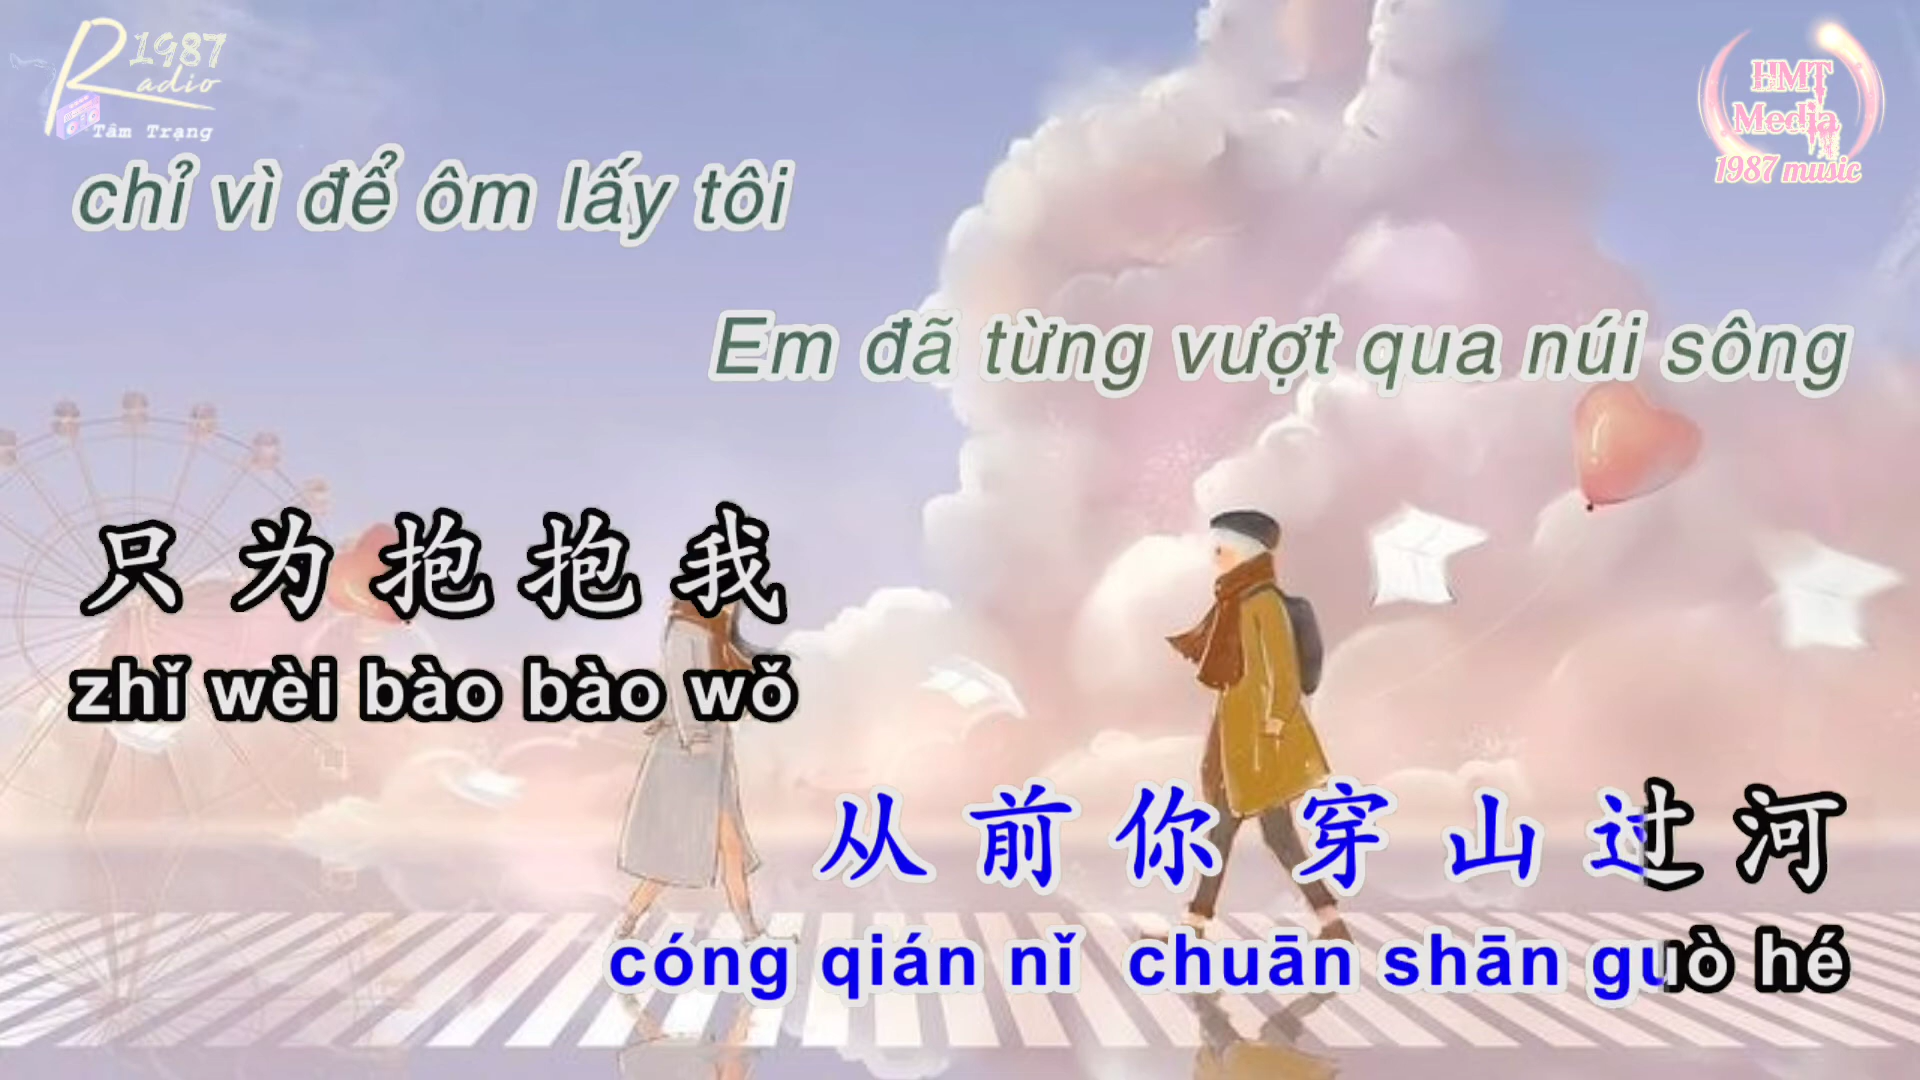 1987
Radio
Tâm Trạng
HMT
Media
1987 music
chỉ vì để ôm lấy tôi
Em đã từng vượt qua núi sông
只为抱抱我
zhǐ wèi bào bào wǒ
从前你穿山过河
cóng qián nǐ chuān shān guò hé